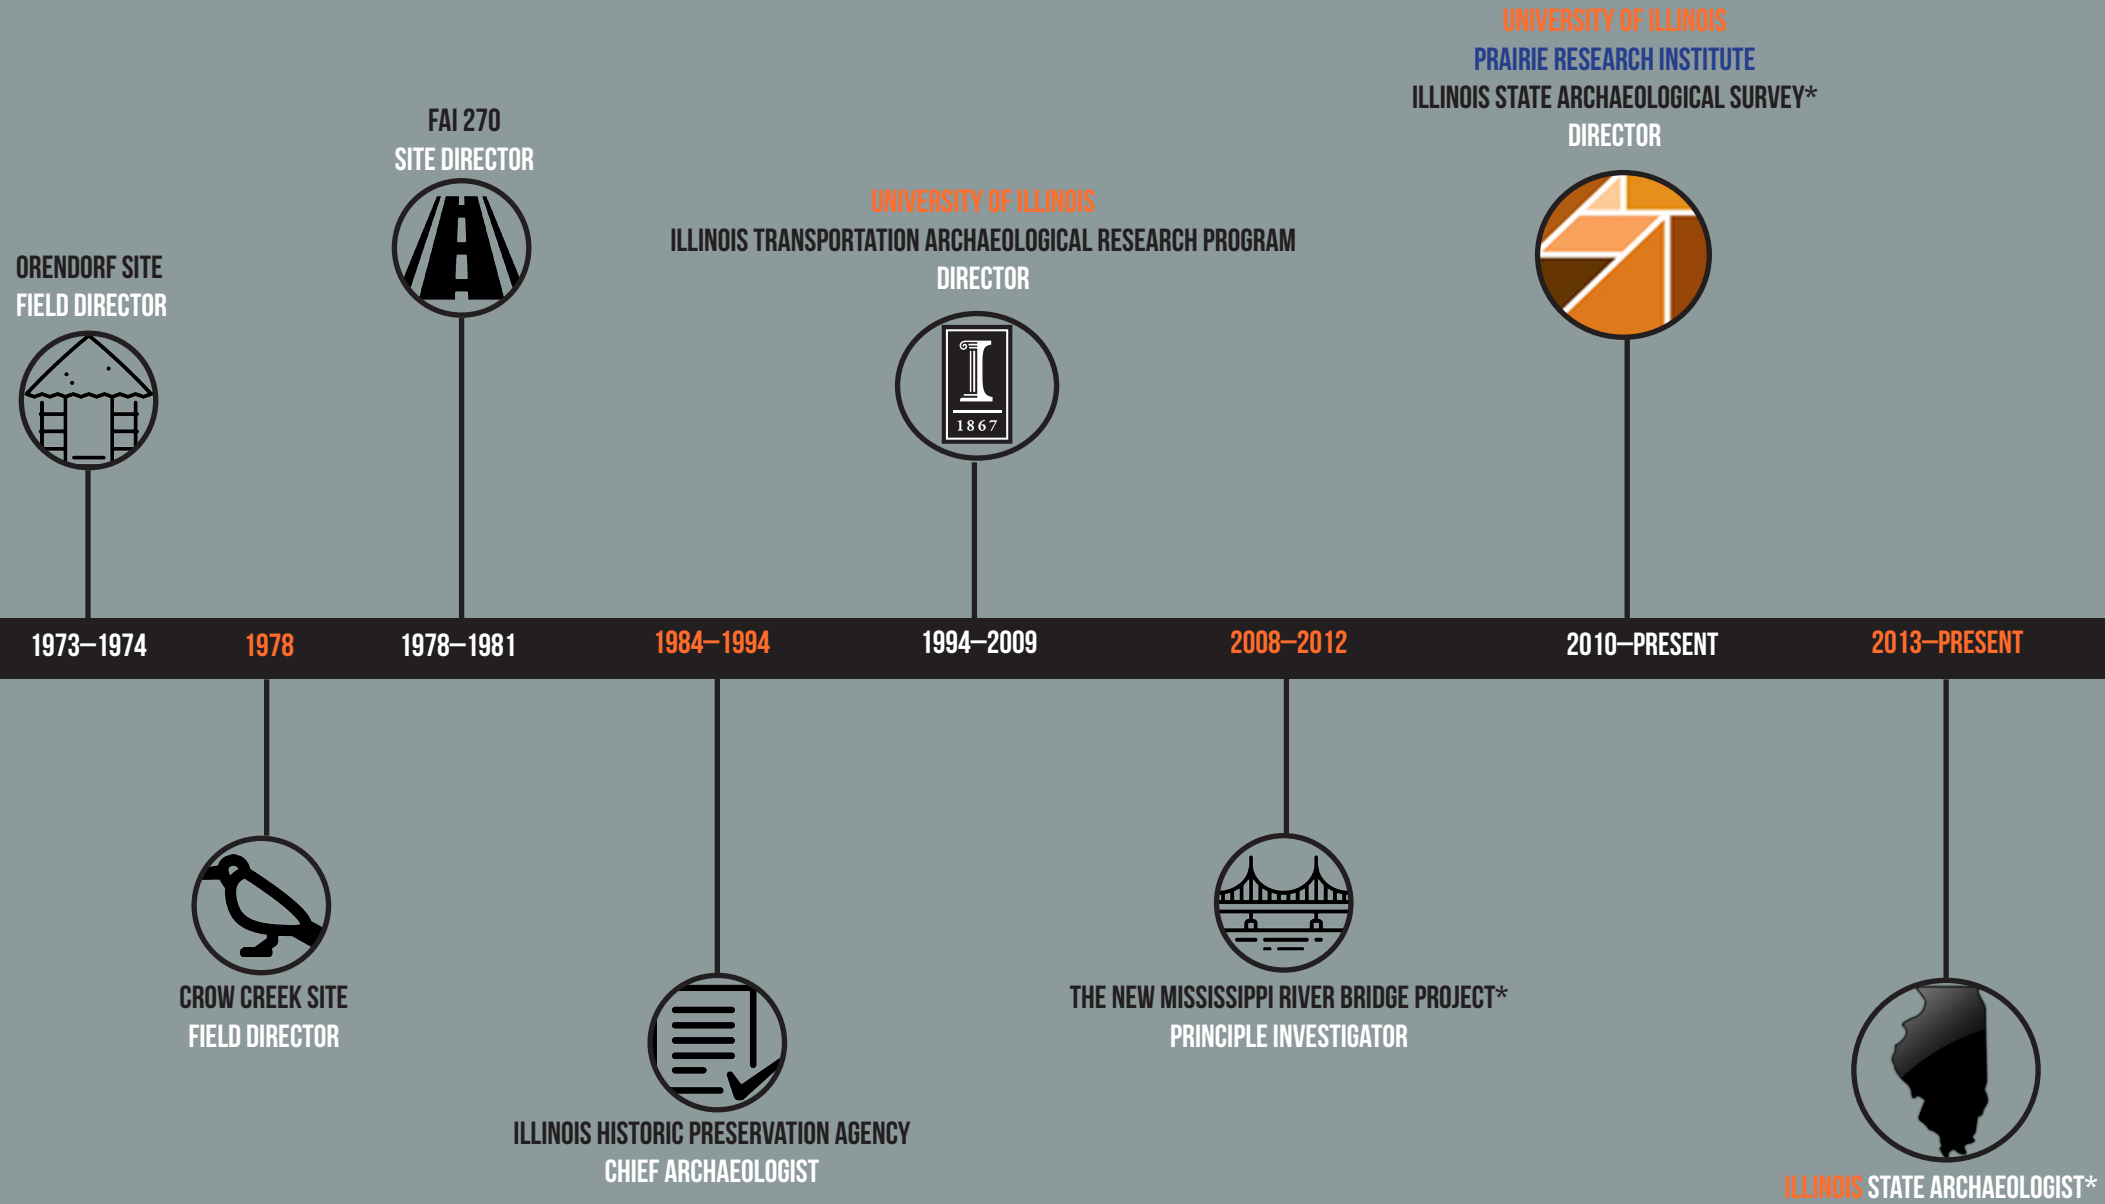 UNIVERSITY OF ILLINOIS
PRAIRIE RESEARCH INSTITUTE
ILLINOIS STATE ARCHAEOLOGICAL SURVEY*
DIRECTOR
FAI 270
SITE DIRECTOR
UNIVERSITY OF ILLINOIS
ILLINOIS TRANSPORTATION ARCHAEOLOGICAL RESEARCH PROGRAM
DIRECTOR
ORENDORF SITE
FIELD DIRECTOR
I
1867
1973–1974
1978
1978–1981
1984–1994
1994–2009
2008–2012
2010–PRESENT
2013–PRESENT
CROW CREEK SITE
FIELD DIRECTOR
THE NEW MISSISSIPPI RIVER BRIDGE PROJECT*
PRINCIPLE INVESTIGATOR
ILLINOIS HISTORIC PRESERVATION AGENCY
CHIEF ARCHAEOLOGIST
ILLINOIS STATE ARCHAEOLOGIST*